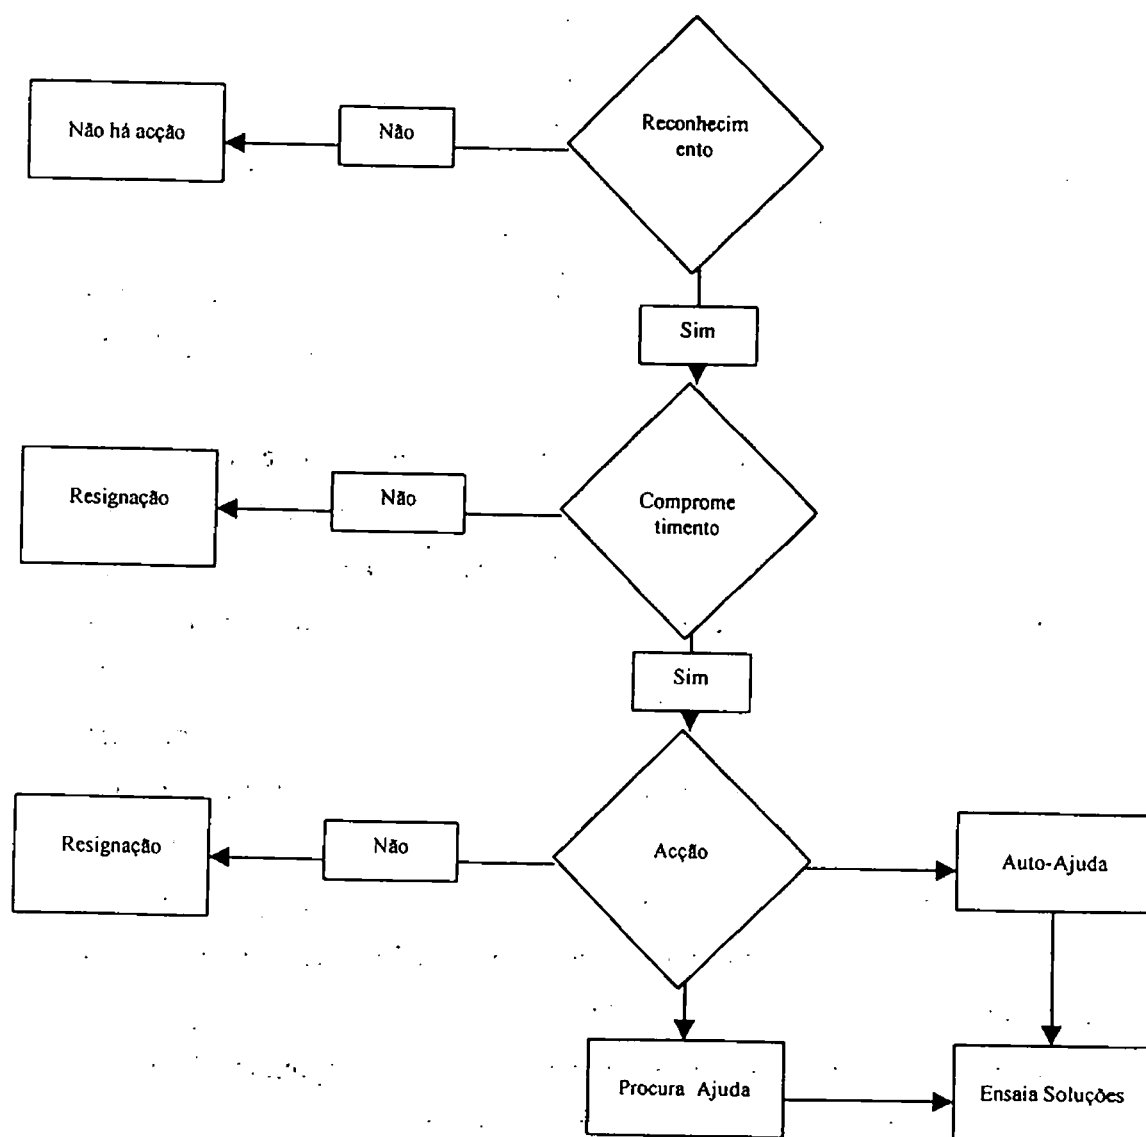 Reconhecim
ento
Não
Não há acção
Sim
Comprome
timento
Não
Resignação
Sim
Acção
Não
Resignação
Auto-Ajuda
Procura Ajuda
Ensaia Soluções